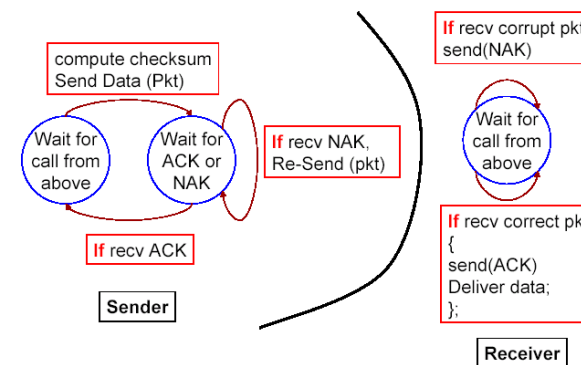 compute checksum
Send Data (Pkt)
Wait for
call from
above
Wait for
ACK or
NAK
If recv NAK,
Re-Send (pkt)
If recv ACK
Sender
If recv corrupt pkt
send(NAK)
Wait for
call from
above
If recv correct pk
{
send(ACK)
Deliver data;
};
Receiver